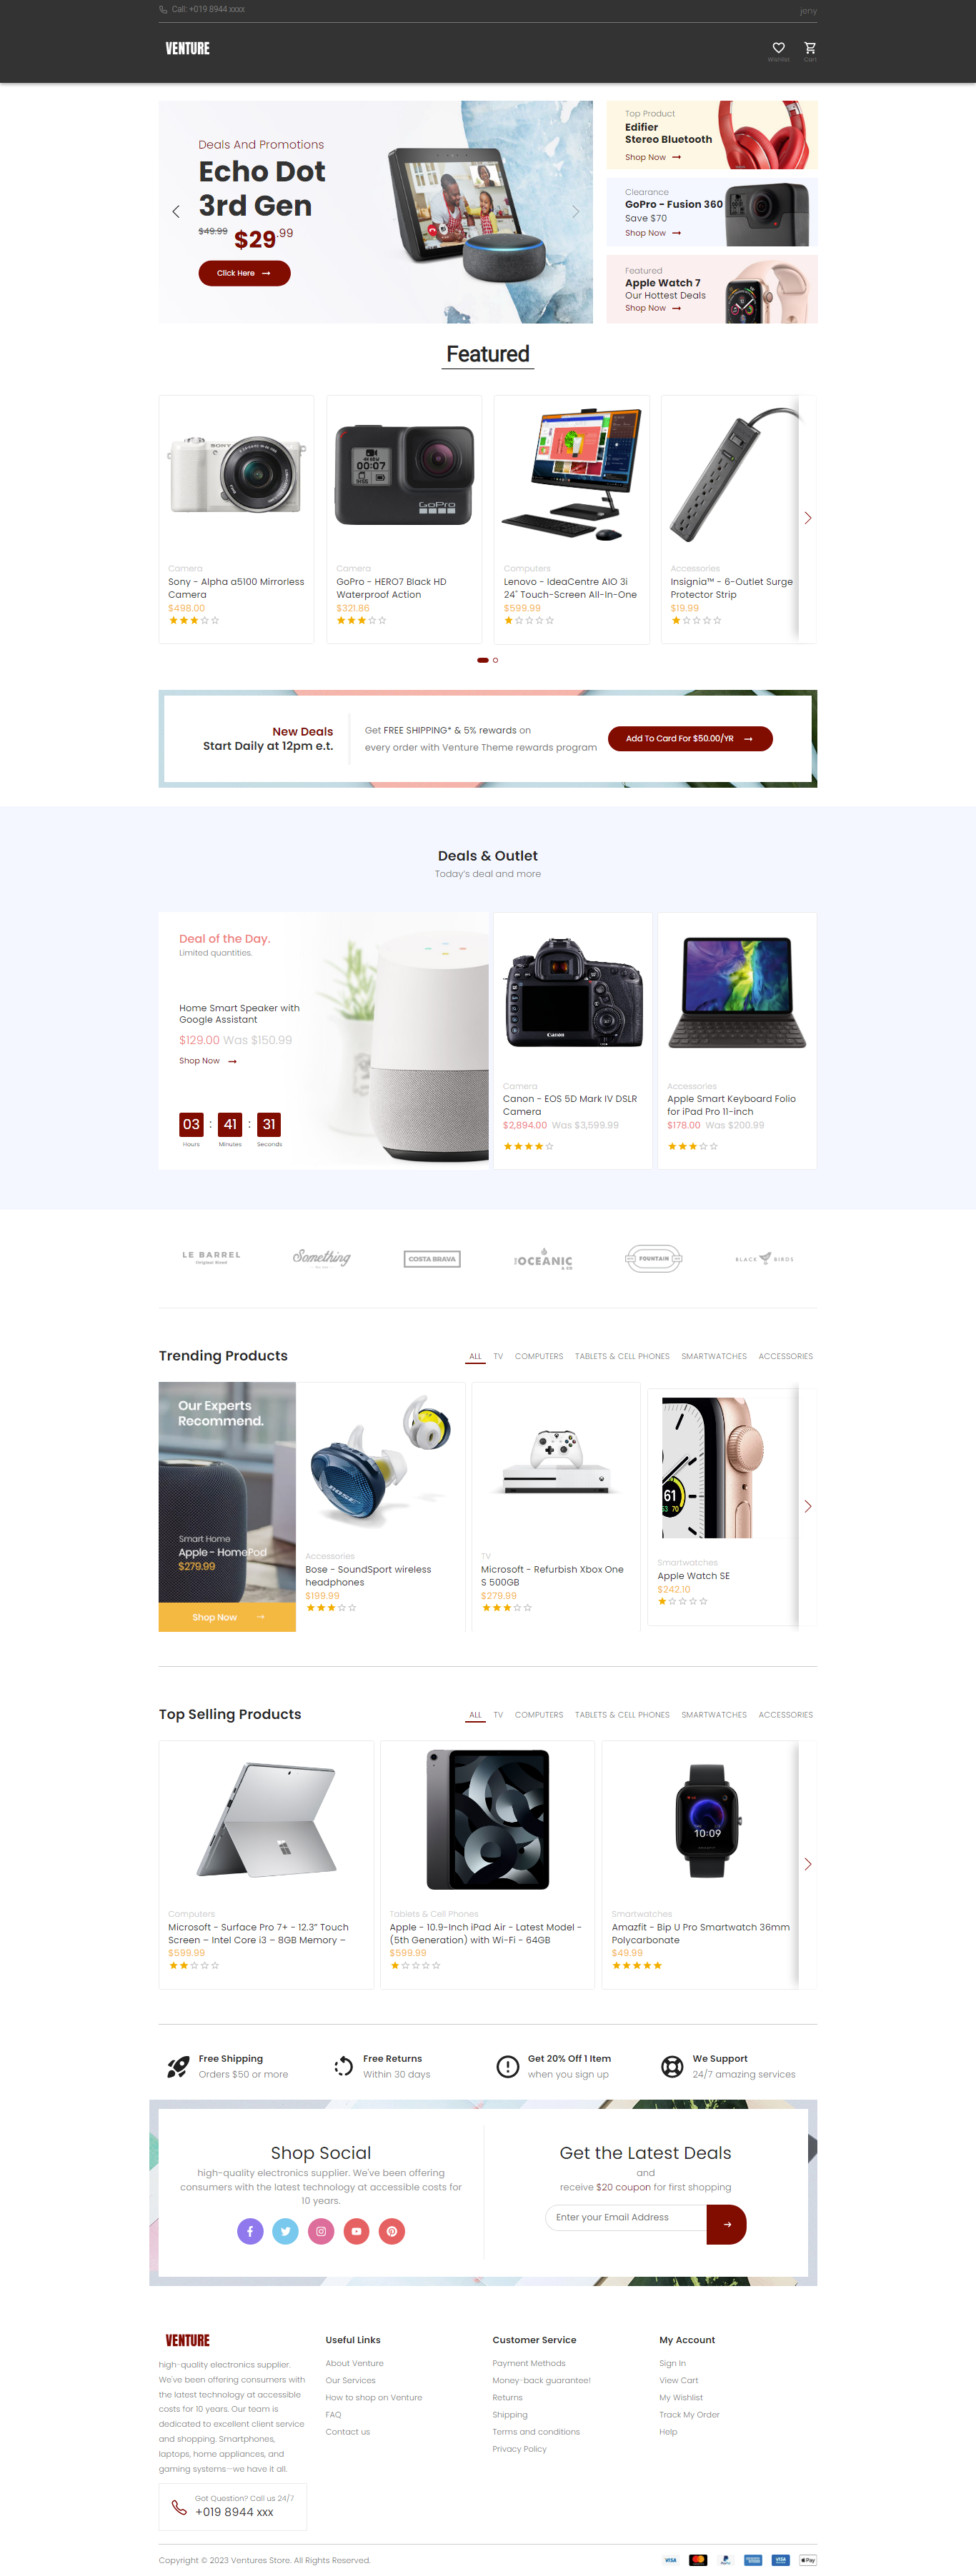 Call: +019 8944 xxxx
jeny
VENTURE
Wishlist
Cart
Deals And Promotions
Echo Dot
3rd Gen
$49.99 $29.99
Click Here
Top Product
Edifier
Stereo Bluetooth
Shop Now
Clearance
GoPro - Fusion 360
Save $70
Shop Now
Featured
Apple Watch 7
Our Hottest Deals
Shop Now
Featured
SONY
Camera
Sony - Alpha a5100 Mirrorless
Camera
$498.00
00:07
GoPro
Camera
GoPro - HERO7 Black HD
Waterproof Action
$321.86
Computers
Lenovo - IdeaCentre AIO 3i
24" Touch-Screen All-In-One
$599.99
Accessories
Insignia™ - 6-Outlet Surge
Protector Strip
$19.99
New Deals
Start Daily at 12pm e.t.
Get FREE SHIPPING* & 5% rewards on
every order with Venture Theme rewards program
Add To Card For $50.00/YR
Deals & Outlet
Today's deal and more
Deal of the Day.
Limited quantities.
Home Smart Speaker with
Google Assistant
$129.00 Was $150.99
Shop Now
03 : 41 : 31
Hours Minutes Seconds
Canon
Camera
Canon - EOS 5D Mark IV DSLR
Camera
$2,894.00 Was $3,599.99
Accessories
Apple Smart Keyboard Folio
for iPad Pro 11-inch
$178.00 Was $200.99
LE BARREL
Original Blend
Something
COSTA BRAVA
THE OCEANIC
& CO
FOUNTAIN
BLACK BIRDS
Trending Products
ALL TV COMPUTERS TABLETS & CELL PHONES SMARTWATCHES ACCESSORIES
Our Experts
Recommend.
Smart Home
Apple - HomePod
$279.99
Shop Now
BOSE
Accessories
Bose - SoundSport wireless
headphones
$199.99
TV
Microsoft - Refurbish Xbox One
S 500GB
$279.99
61
53 70
Smartwatches
Apple Watch SE
$242.10
Top Selling Products
ALL TV COMPUTERS TABLETS & CELL PHONES SMARTWATCHES ACCESSORIES
Computers
Microsoft - Surface Pro 7+ - 12.3" Touch
Screen – Intel Core i3 – 8GB Memory –
$599.99
Tablets & Cell Phones
Apple - 10.9-Inch iPad Air - Latest Model -
(5th Generation) with Wi-Fi - 64GB
$599.99
10:09
Smartwatches
Amazfit - Bip U Pro Smartwatch 36mm
Polycarbonate
$49.99
Free Shipping
Orders $50 or more
Free Returns
Within 30 days
Get 20% Off 1 Item
when you sign up
We Support
24/7 amazing services
Shop Social
high-quality electronics supplier. We've been offering
consumers with the latest technology at accessible costs for
10 years.
Get the Latest Deals
and
receive $20 coupon for first shopping
Enter your Email Address
VENTURE
high-quality electronics supplier.
We've been offering consumers with
the latest technology at accessible
costs for 10 years. Our team is
dedicated to excellent client service
and shopping. Smartphones,
laptops, home appliances, and
gaming systems—we have it all.
Got Question? Call us 24/7
+019 8944 xxx
Useful Links
About Venture
Our Services
How to shop on Venture
FAQ
Contact us
Customer Service
Payment Methods
Money-back guarantee!
Returns
Shipping
Terms and conditions
Privacy Policy
My Account
Sign In
View Cart
My Wishlist
Track My Order
Help
Copyright © 2023 Ventures Store. All Rights Reserved.
VISA
PayPal
VISA
Pay